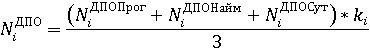 N_i^ДПО = (N_i^ДПОПрог + N_i^ДПОНайм + N_i^ДПОСут) * k_i / 3